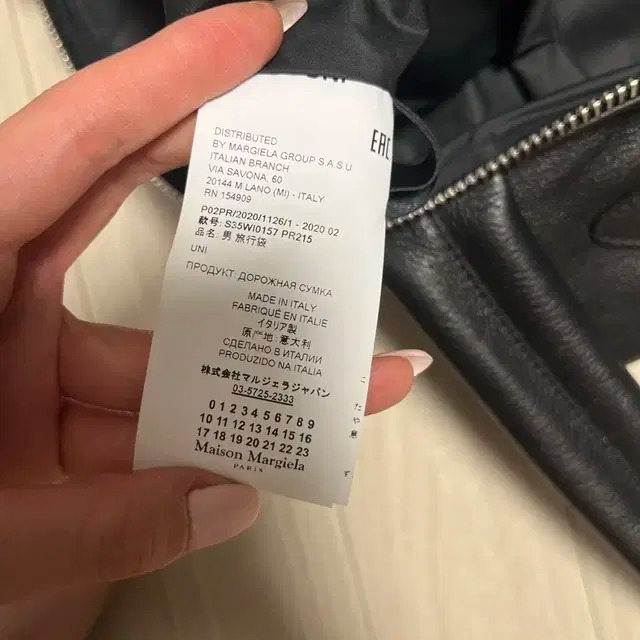 EAC
DISTRIBUTED
BY MARGIELA GROUP S.A.S.U
ITALIAN BRANCH
VIA SAVONA, 60
20144 MILANO (MI) - ITALY
RN 154909
P02PR/2020/1126/1 - 2020 02
款号: S35WI0157 PR215
品名: 男 旅行袋
UNI
ПРОДУКТ: ДОРОЖНАЯ СУМКА
MADE IN ITALY
FABRIQUÉ EN ITALIE
イタリア製
原产地: 意大利
СДЕЛАНО В ИТАЛИИ
PRODUZIDO NA ITALIA
株式会社マルジェラジャパン
03-5725-2333
0 1 2 3 4 5 6 7 8 9
10 11 12 13 14 15 16
17 18 19 20 21 22 23
Maison Margiela
PARIS